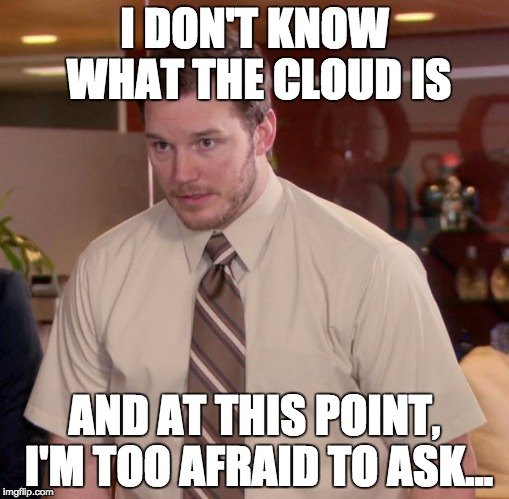 I DON'T KNOW
WHAT THE CLOUD IS
AND AT THIS POINT,
I'M TOO AFRAID TO ASK...
imgflip.com